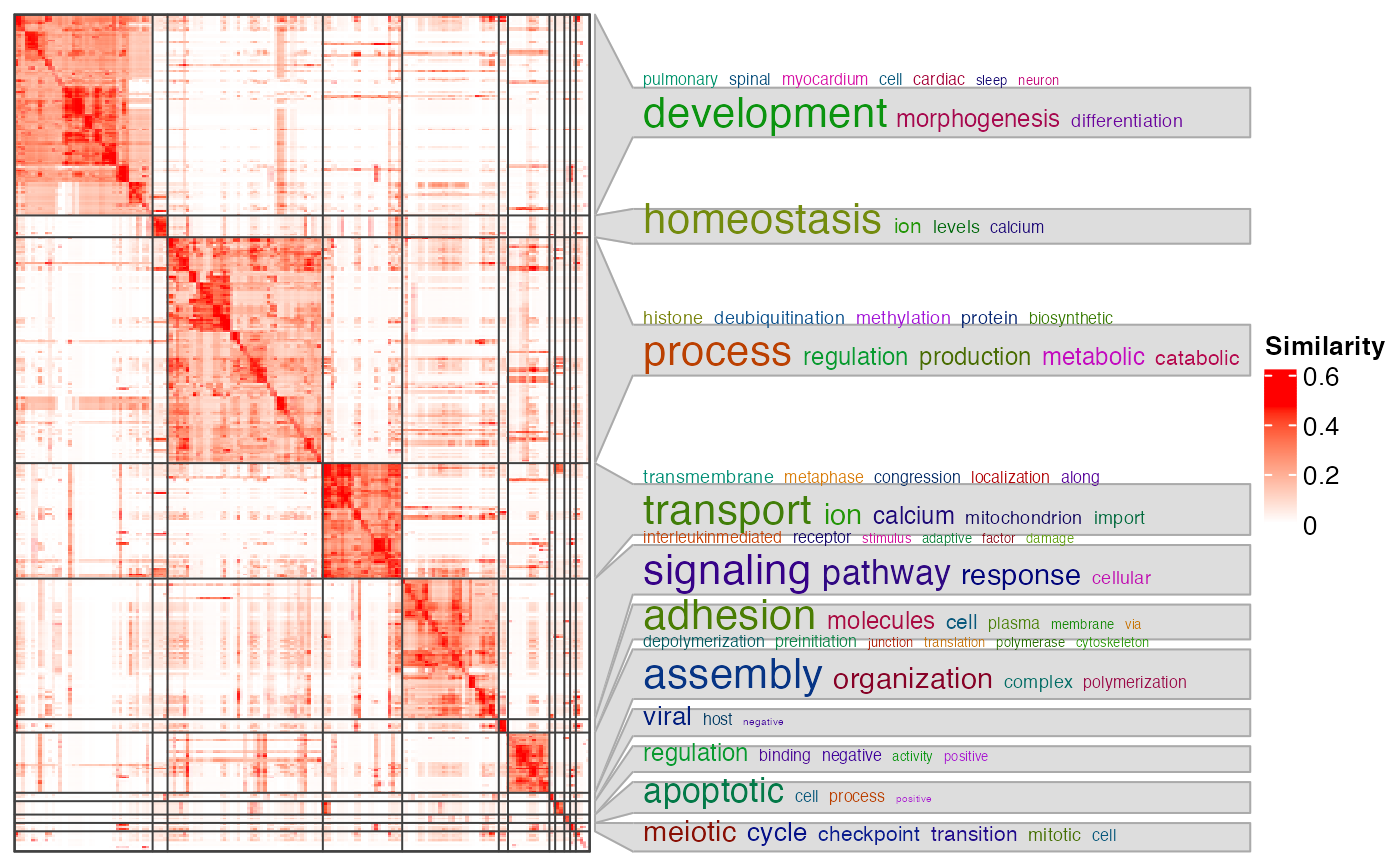 pulmonary spinal myocardium cell cardiac sleep neuron
development morphogenesis differentiation
homeostasis ion levels calcium
histone deubiquitination methylation protein biosynthetic
process regulation production metabolic catabolic
Similarity
0.6
0.4
0.2
0
transmembrane metaphase congression localization along
transport ion calcium mitochondrion import
interleukinmediated receptor stimulus adaptive factor damage
signaling pathway response cellular
adhesion molecules cell plasma membrane via
depolymerization preinitiation junction translation polymerase cytoskeleton
assembly organization complex polymerization
viral host negative
regulation binding negative activity positive
apoptotic cell process positive
meiotic cycle checkpoint transition mitotic cell